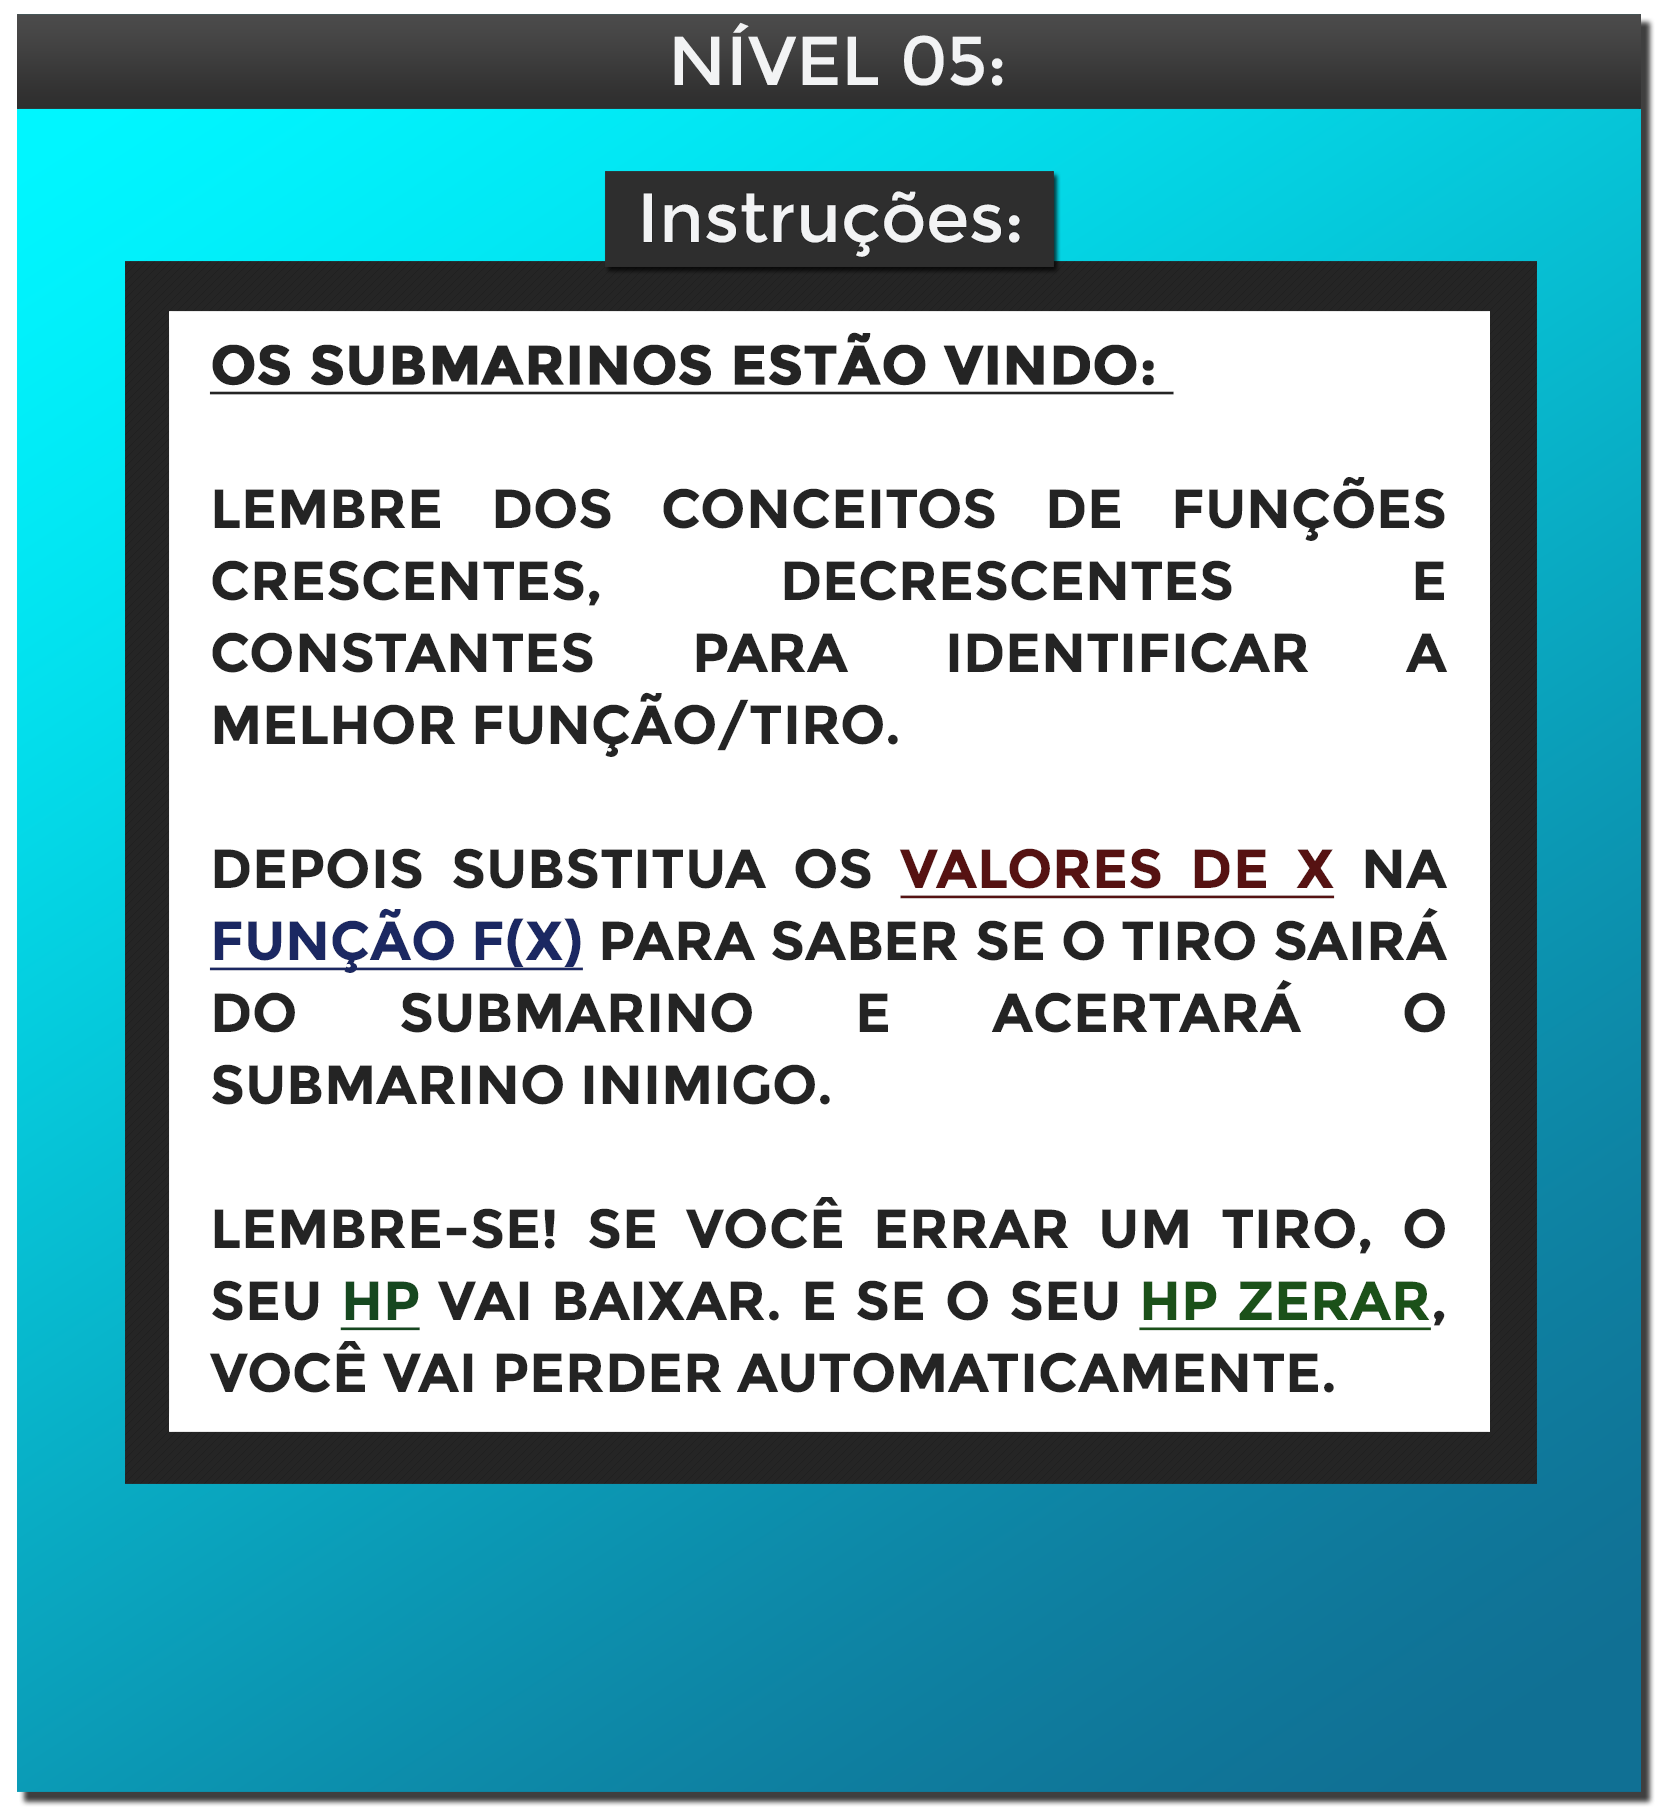 NÍVEL 05:
Instruções:
OS SUBMARINOS ESTÃO VINDO:
LEMBRE DOS CONCEITOS DE FUNÇÕES
CRESCENTES, DECRESCENTES E
CONSTANTES PARA IDENTIFICAR A
MELHOR FUNÇÃO/TIRO.
DEPOIS SUBSTITUA OS VALORES DE X NA
FUNÇÃO F(X) PARA SABER SE O TIRO SAIRÁ
DO SUBMARINO E ACERTARÁ O
SUBMARINO INIMIGO.
LEMBRE-SE! SE VOCÊ ERRAR UM TIRO, O
SEU HP VAI BAIXAR. E SE O SEU HP ZERAR,
VOCÊ VAI PERDER AUTOMATICAMENTE.